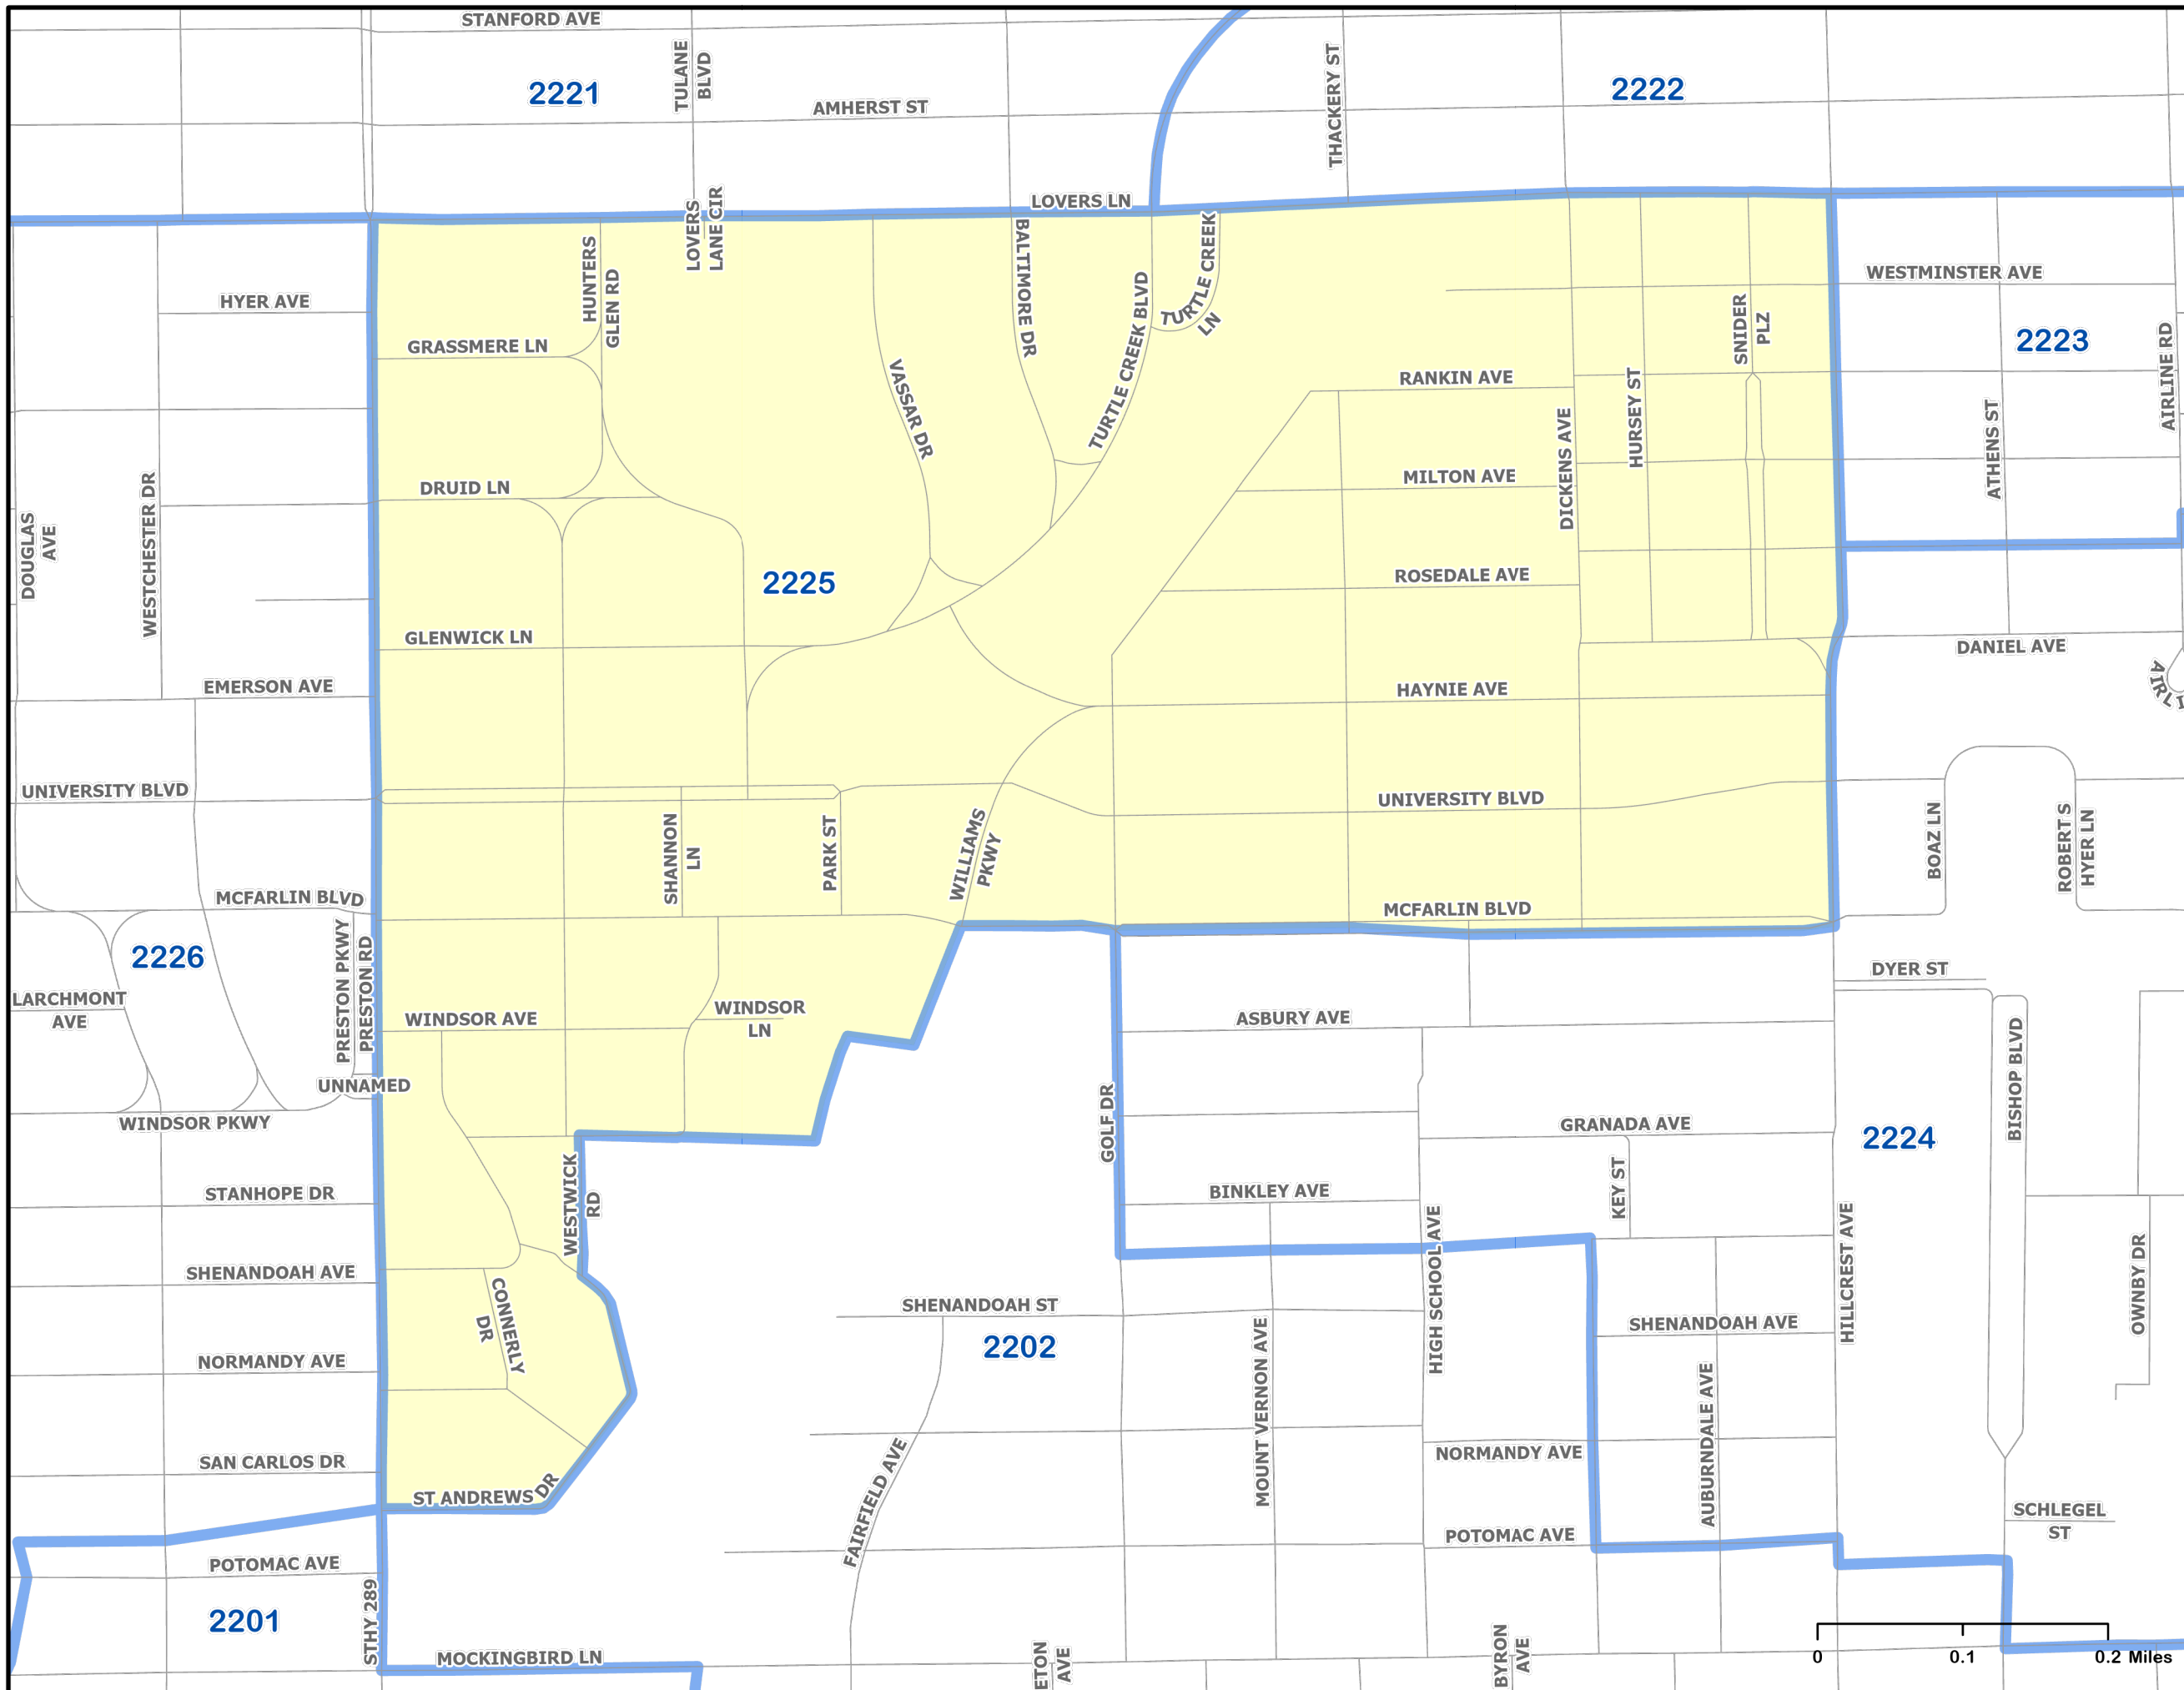 STANFORD AVE
2221
TULANE
BLVD
AMHERST ST
THACKERY ST
2222
LOVERS LN
LOVERS
LANE CIR
HUNTERS
GLEN RD
BALTIMORE DR
TURTLE CREEK BLVD
TURTLE CREEK
LN
WESTMINSTER AVE
HYER AVE
GRASSMERE LN
VASSAR DR
SNIDER
PLZ
2223
AIRLINE RD
RANKIN AVE
HURSEY ST
DICKENS AVE
ATHENS ST
MILTON AVE
DRUID LN
WESTCHESTER DR
DOUGLAS
AVE
2225
ROSEDALE AVE
GLENWICK LN
DANIEL AVE
EMERSON AVE
HAYNIE AVE
UNIVERSITY BLVD
UNIVERSITY BLVD
SHANNON
LN
PARK ST
WILLIAMS
PKWY
BOAZ LN
ROBERT S
HYER LN
MCFARLIN BLVD
MCFARLIN BLVD
2226
PRESTON PKWY
PRESTON RD
DYER ST
LARCHMONT
AVE
WINDSOR AVE
WINDSOR
LN
ASBURY AVE
BISHOP BLVD
UNNAMED
WINDSOR PKWY
GOLF DR
GRANADA AVE
2224
STANHOPE DR
WESTWICK
RD
BINKLEY AVE
KEY ST
HIGH SCHOOL AVE
HILLCREST AVE
OWNBY DR
SHENANDOAH AVE
CONNERLY
DR
SHENANDOAH ST
2202
SHENANDOAH AVE
NORMANDY AVE
MOUNT VERNON AVE
AUBURNDALE AVE
NORMANDY AVE
SAN CARLOS DR
ST ANDREWS DR
FAIRFIELD AVE
SCHLEGEL
ST
POTOMAC AVE
POTOMAC AVE
2201
STHY 289
MOCKINGBIRD LN
ETON
AVE
BYRON
AVE
0 0.1 0.2 Miles